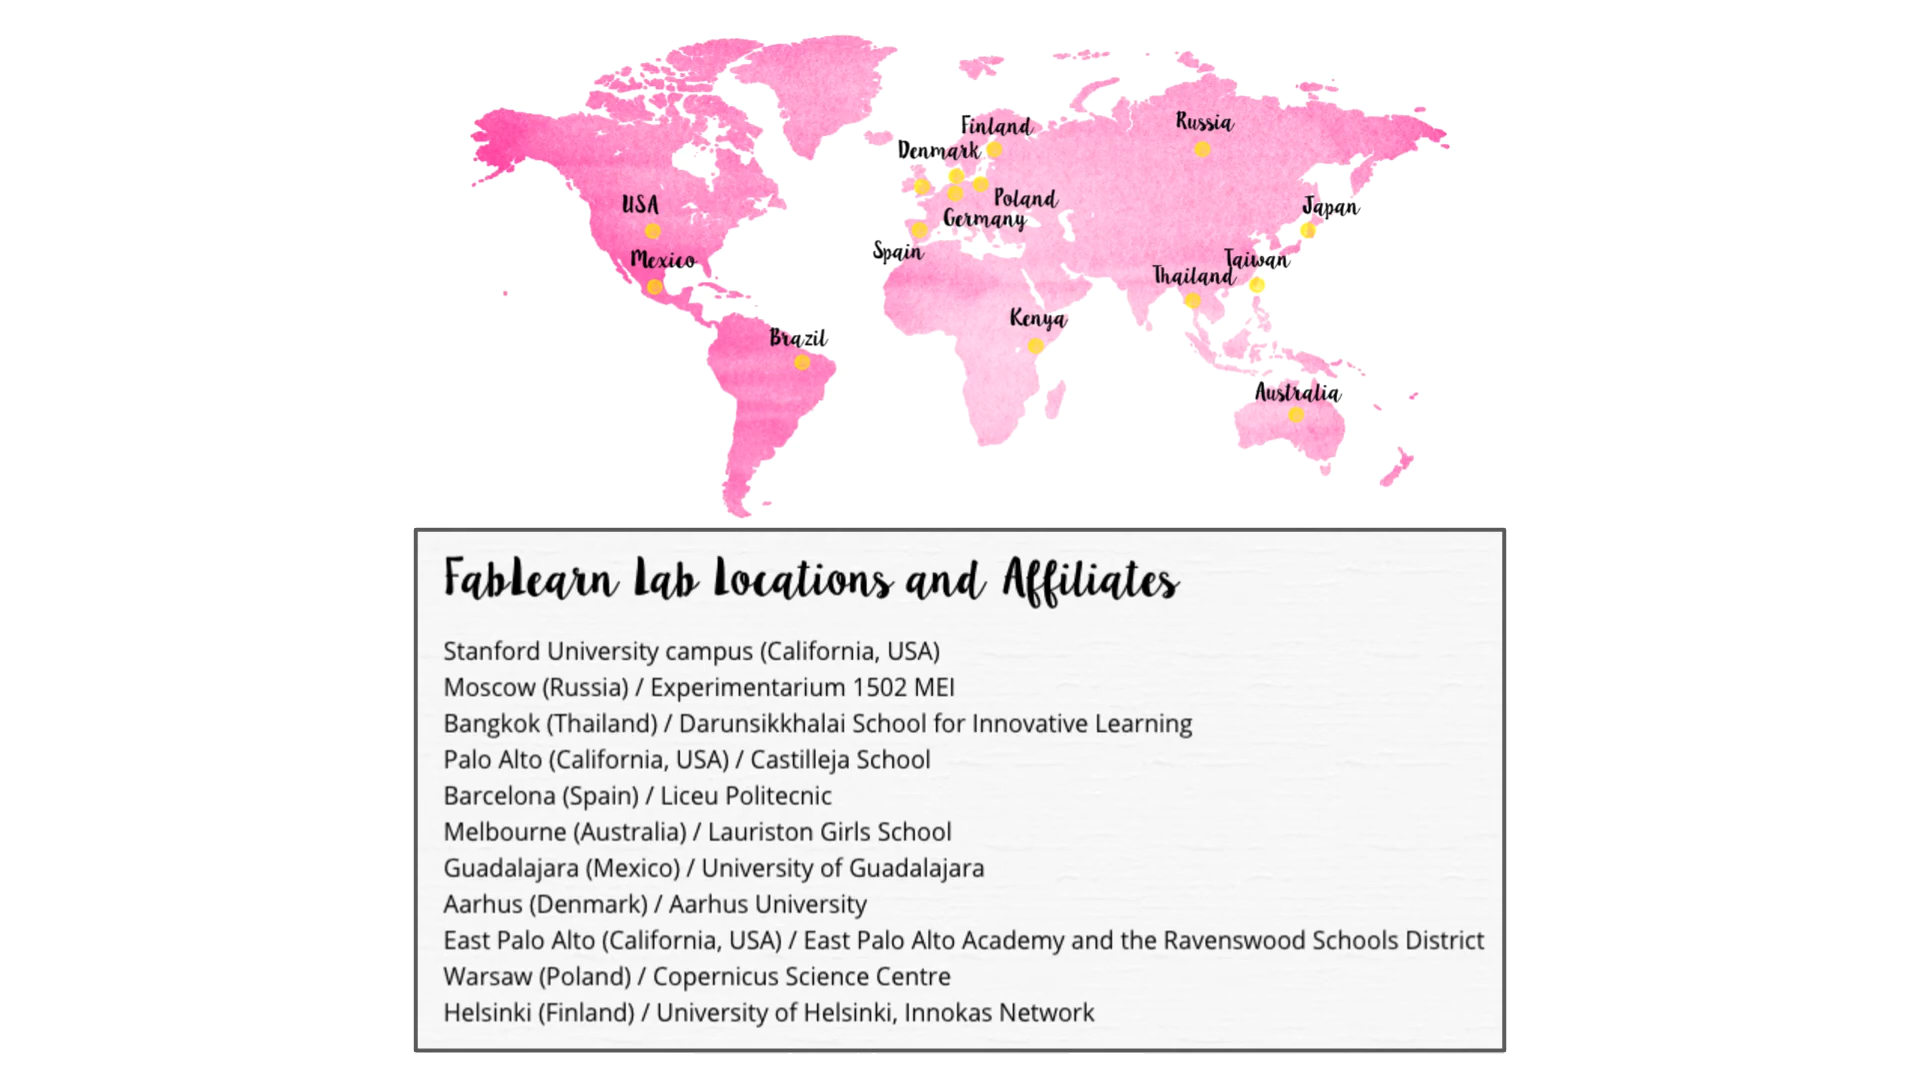 Finland
Russia
Denmark
USA
Poland
Japan
Germany
Spain
Mexico
Taiwan
Thailand
Kenya
Brazil
Australia
FabLearn Lab Locations and Affiliates
Stanford University campus (California, USA)
Moscow (Russia) / Experimentarium 1502 MEI
Bangkok (Thailand) / Darunsikkhalai School for Innovative Learning
Palo Alto (California, USA) / Castilleja School
Barcelona (Spain) / Liceu Politecnic
Melbourne (Australia) / Lauriston Girls School
Guadalajara (Mexico) / University of Guadalajara
Aarhus (Denmark) / Aarhus University
East Palo Alto (California, USA) / East Palo Alto Academy and the Ravenswood Schools District
Warsaw (Poland) / Copernicus Science Centre
Helsinki (Finland) / University of Helsinki, Innokas Network